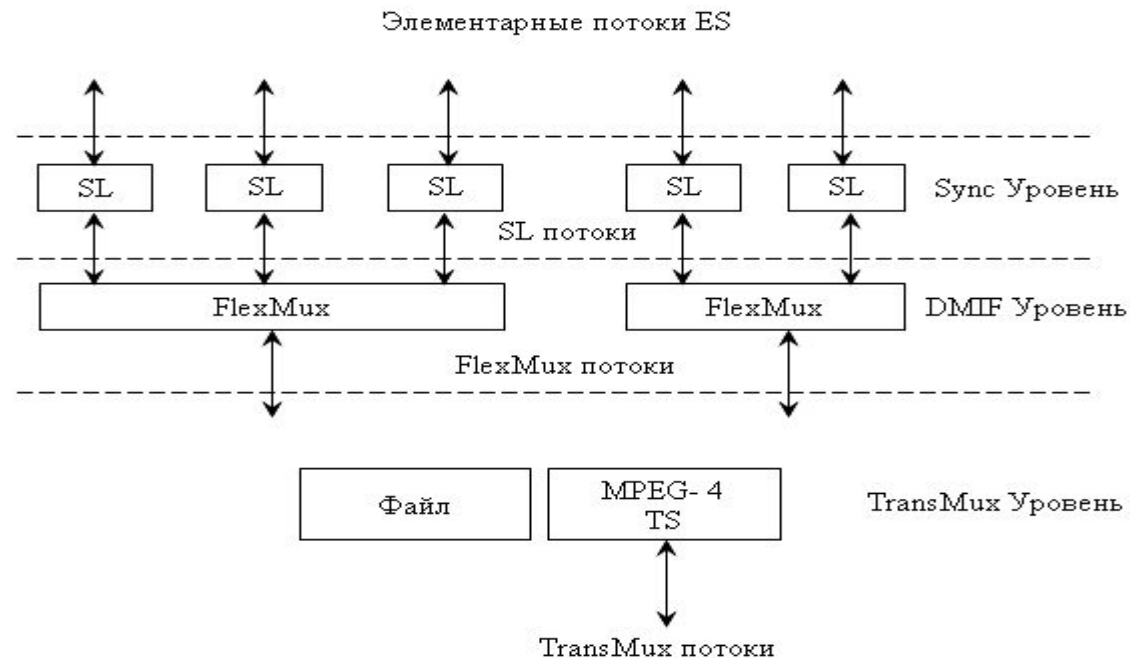 Элементарные потоки ES
SL
SL
SL
SL
SL
Sync Уровень
SL потоки
FlexMux
FlexMux
DMIF Уровень
FlexMux потоки
Файл
MPEG- 4
TS
TransMux Уровень
TransMux потоки